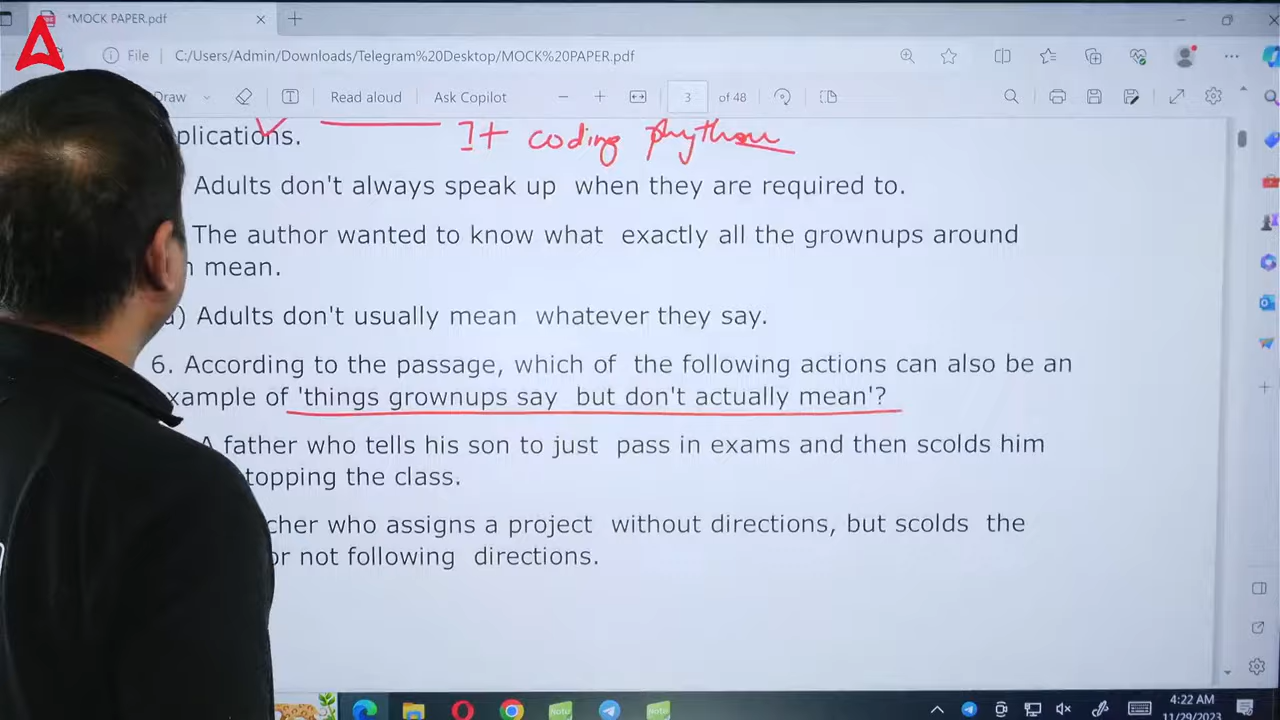 *MOCK PAPER.pdf
File C:/Users/Admin/Downloads/Telegram%20Desktop/MOCK%20PAPER.pdf
Draw Read aloud Ask Copilot 3 of 48
plications. It coding phython
Adults don't always speak up when they are required to.
The author wanted to know what exactly all the grownups around
mean.
d) Adults don't usually mean whatever they say.
6. According to the passage, which of the following actions can also be an
xample of 'things grownups say but don't actually mean'?
A father who tells his son to just pass in exams and then scolds him
topping the class.
cher who assigns a project without directions, but scolds the
or not following directions.
4:22 AM
11/29/2023